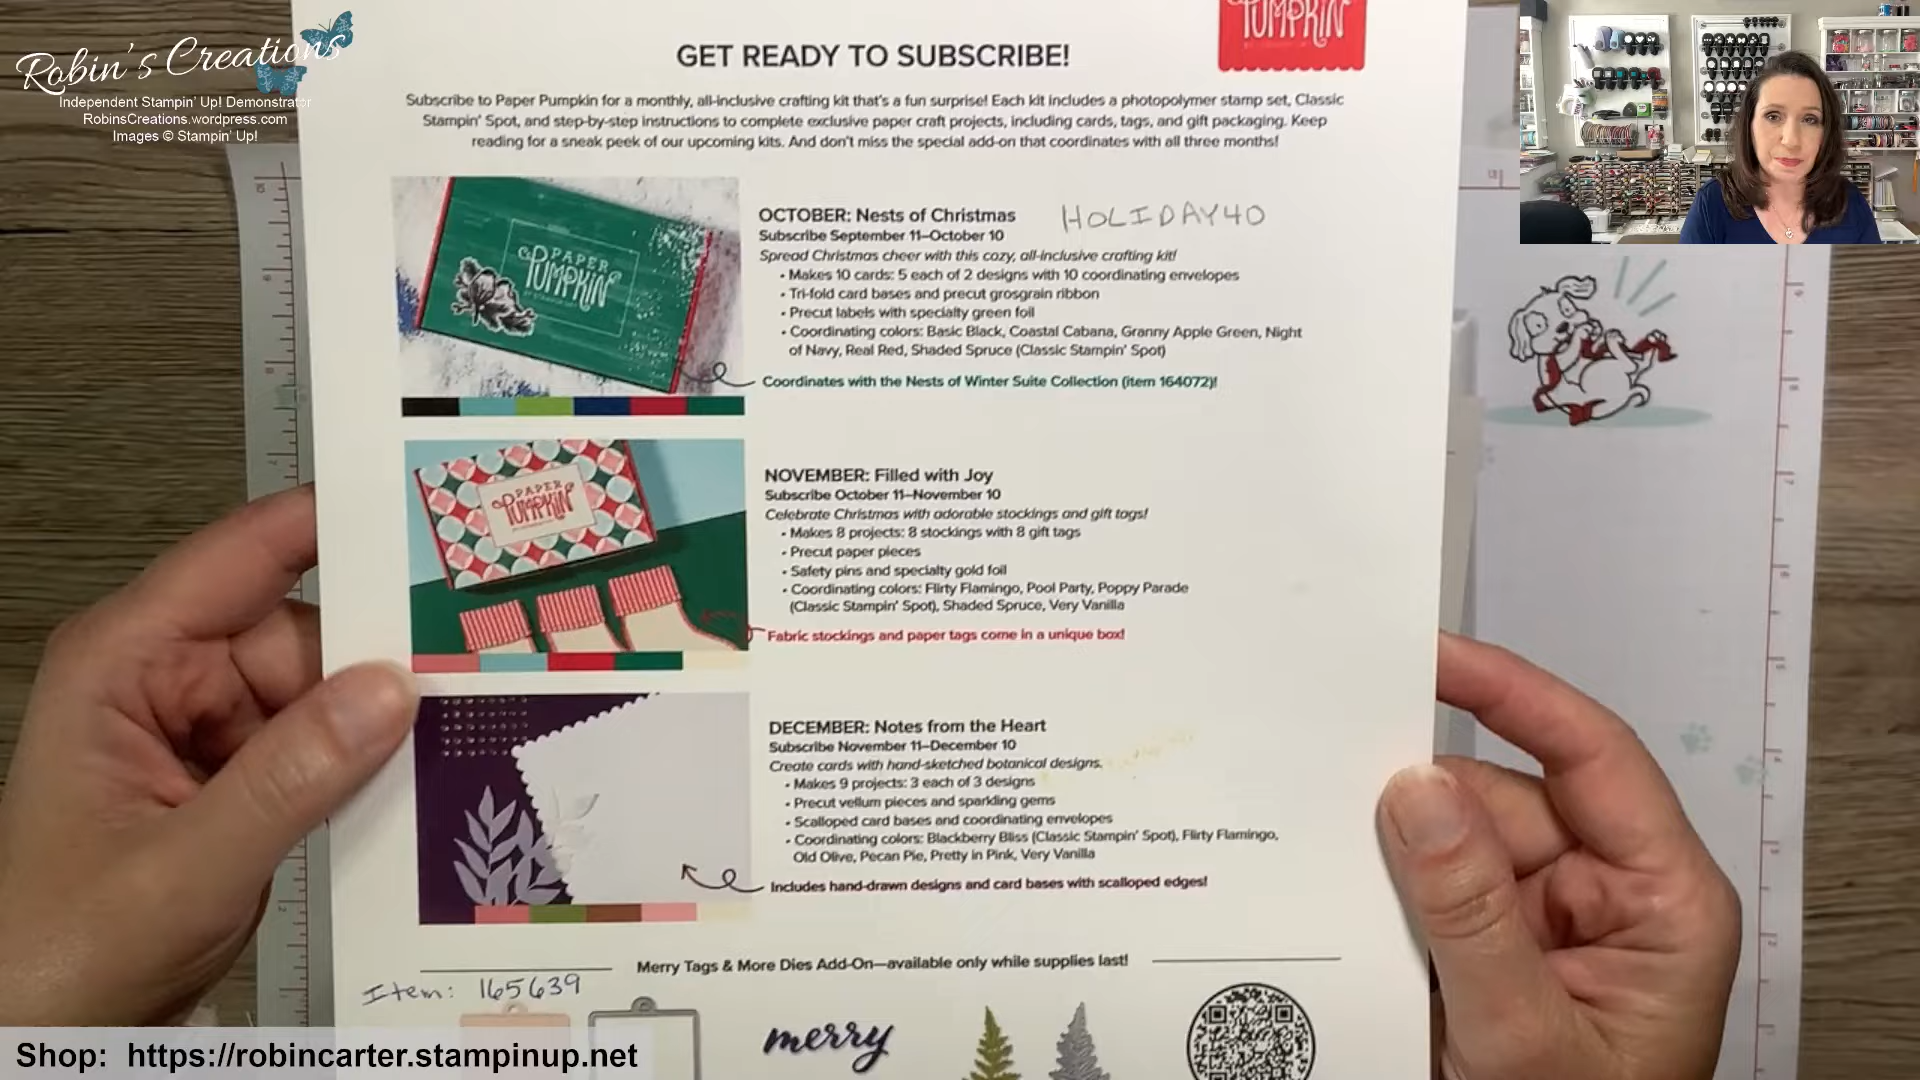 Robin's Creations
Independent Stampin' Up! Demonstrator
RobinsCreations.wordpress.com
Images © Stampin' Up!
PUMPKIN
GET READY TO SUBSCRIBE!
Subscribe to Paper Pumpkin for a monthly, all-inclusive crafting kit that's a fun surprise! Each kit includes a photopolymer stamp set, Classic
Stampin' Spot, and step-by-step instructions to complete exclusive paper craft projects, including cards, tags, and gift packaging. Keep
reading for a sneak peek of our upcoming kits. And don't miss the special add-on that coordinates with all three months!
PAPER
PUMPKIN
OCTOBER: Nests of Christmas HOLIDAY40
Subscribe September 11–October 10
Spread Christmas cheer with this cozy, all-inclusive crafting kit!
• Makes 10 cards: 5 each of 2 designs with 10 coordinating envelopes
• Tri-fold card bases and precut grosgrain ribbon
• Precut labels with specialty green foil
• Coordinating colors: Basic Black, Coastal Cabana, Granny Apple Green, Night
of Navy, Real Red, Shaded Spruce (Classic Stampin' Spot)
Coordinates with the Nests of Winter Suite Collection (item 164072)!
PAPER
PUMPKIN
NOVEMBER: Filled with Joy
Subscribe October 11–November 10
Celebrate Christmas with adorable stockings and gift tags!
• Makes 8 projects: 8 stockings with 8 gift tags
• Precut paper pieces
• Safety pins and specialty gold foil
• Coordinating colors: Flirty Flamingo, Pool Party, Poppy Parade
(Classic Stampin' Spot), Shaded Spruce, Very Vanilla
Fabric stockings and paper tags come in a unique box!
DECEMBER: Notes from the Heart
Subscribe November 11–December 10
Create cards with hand-sketched botanical designs.
• Makes 9 projects: 3 each of 3 designs
• Precut vellum pieces and sparkling gems
• Scalloped card bases and coordinating envelopes
• Coordinating colors: Blackberry Bliss (Classic Stampin' Spot), Flirty Flamingo,
Old Olive, Pecan Pie, Pretty in Pink, Very Vanilla
Includes hand-drawn designs and card bases with scalloped edges!
Merry Tags & More Dies Add-On—available only while supplies last!
Item: 165639
merry
Shop: https://robincarter.stampinup.net